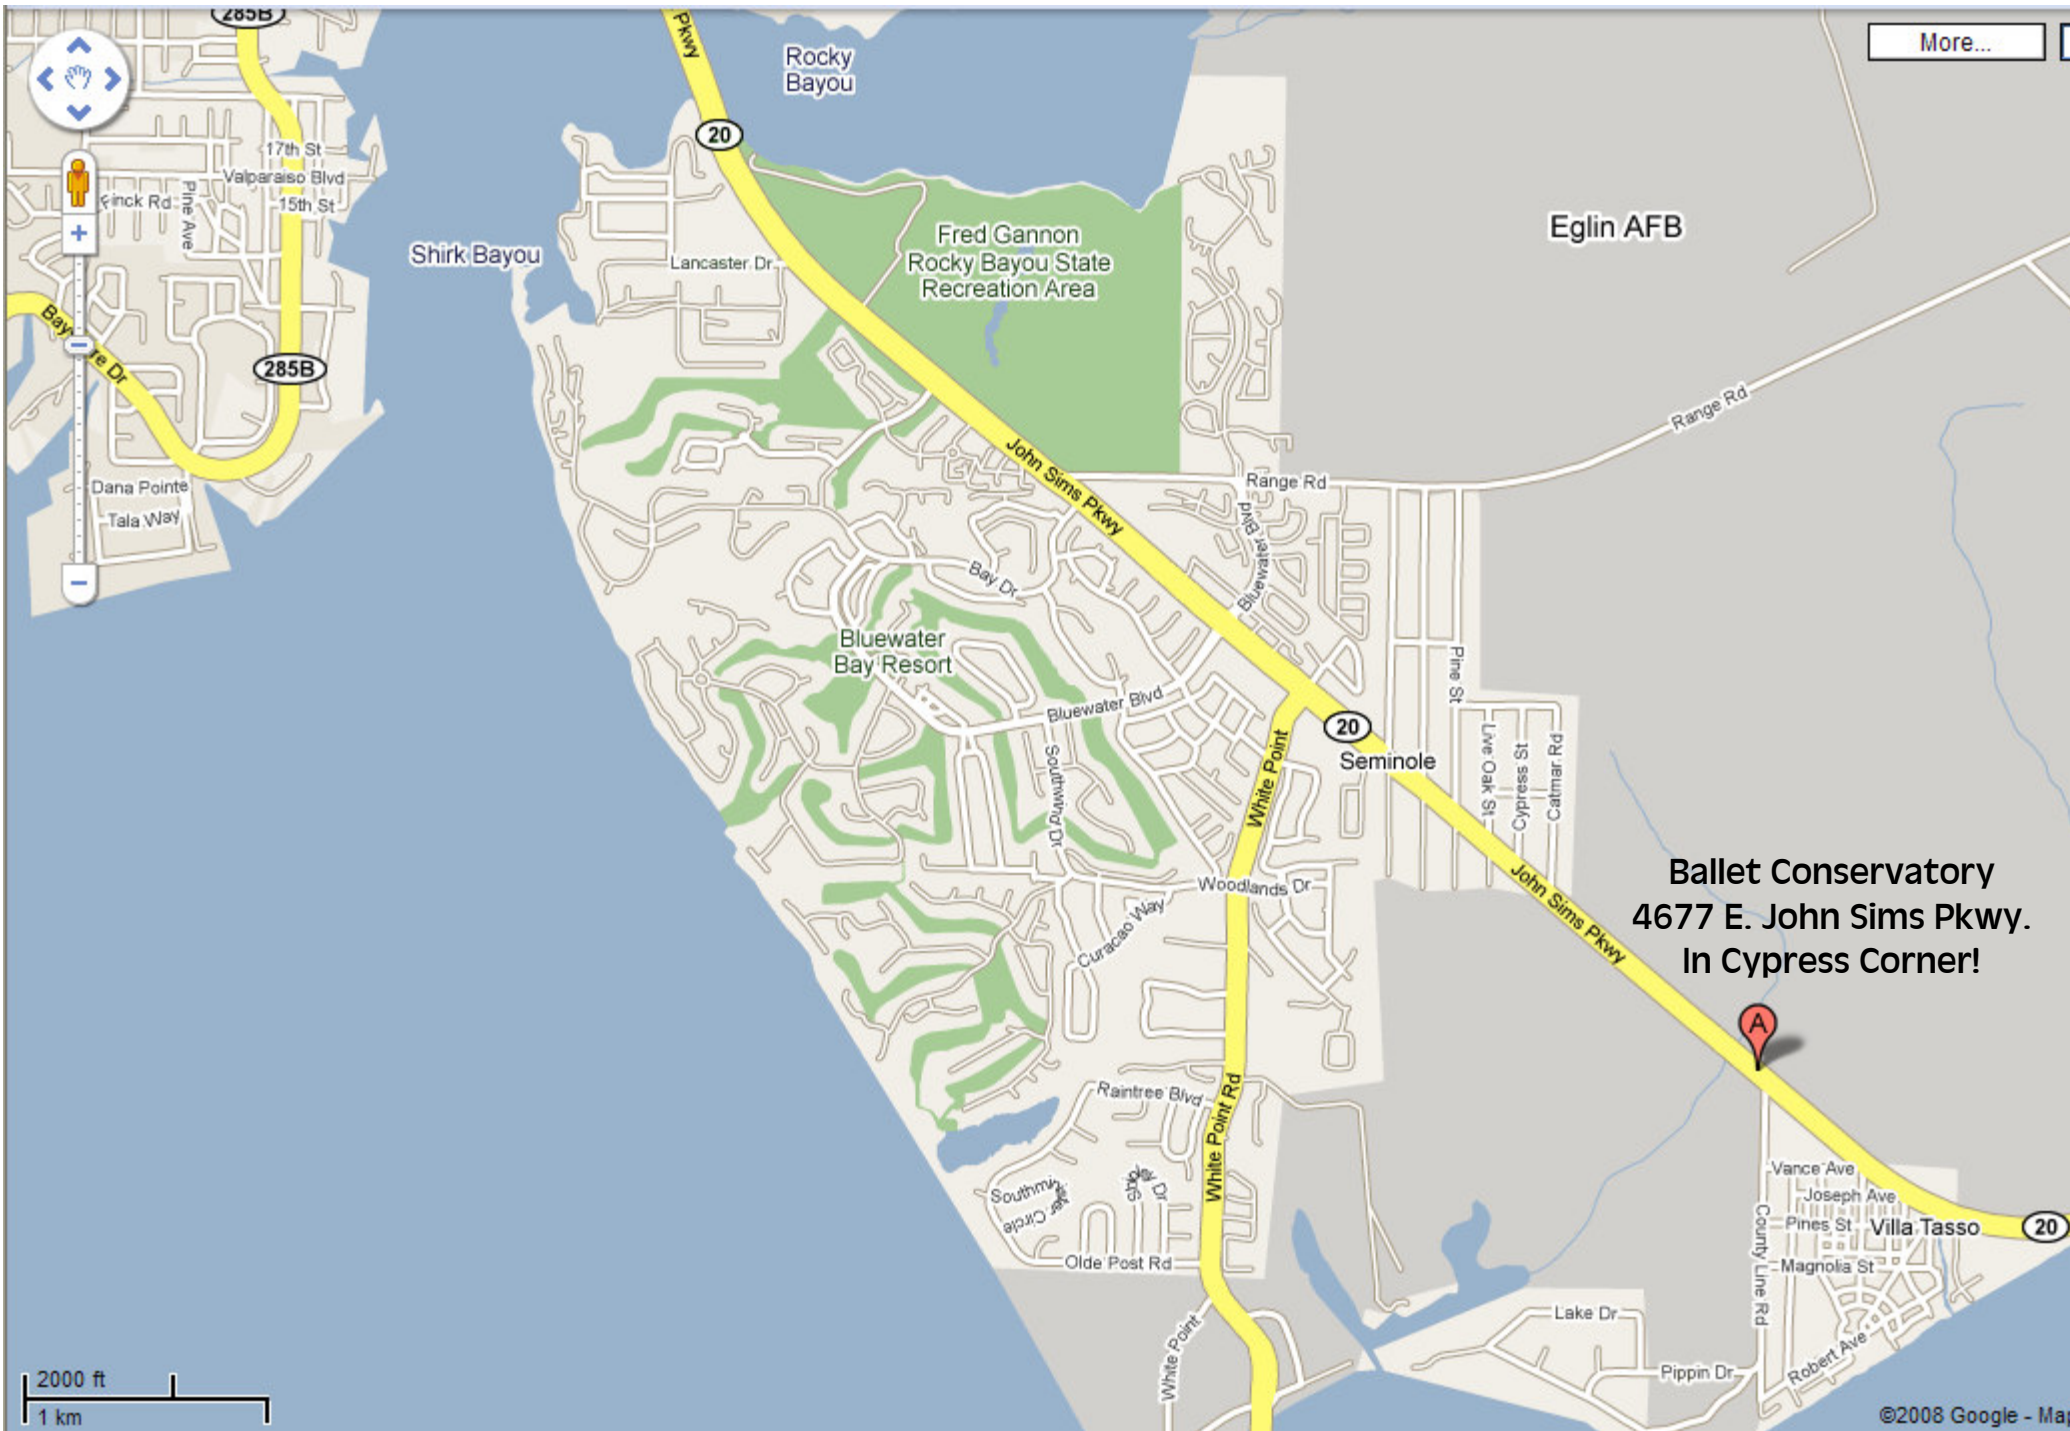 285B
Pkwy
Rocky
Bayou
More...
20
17th St
Valparaiso Blvd
Finck Rd
Pine Ave
15th St
Shirk Bayou
Lancaster Dr
Fred Gannon
Rocky Bayou State
Recreation Area
Eglin AFB
285B
Range Rd
John Sims Pkwy
Range Rd
Dana Pointe
Tala Way
Bluewater Blvd
Bay Dr
Bluewater
Bay Resort
Pine St
Bluewater Blvd
20
Seminole
White Point
Southwind Dr
Live Oak St
Cypress St
Catmar Rd
Woodlands Dr
John Sims Pkwy
Ballet Conservatory
4677 E. John Sims Pkwy.
In Cypress Corner!
Curacao Way
A
Raintree Blvd
White Point Rd
Vance Ave
Joseph Ave
Circle
Dr
Pines St
Villa Tasso
20
County Line Rd
Olde Post Rd
Magnolia St
Lake Dr
White Point
Pippin Dr
Robert Ave
2000 ft
1 km
©2008 Google - Map